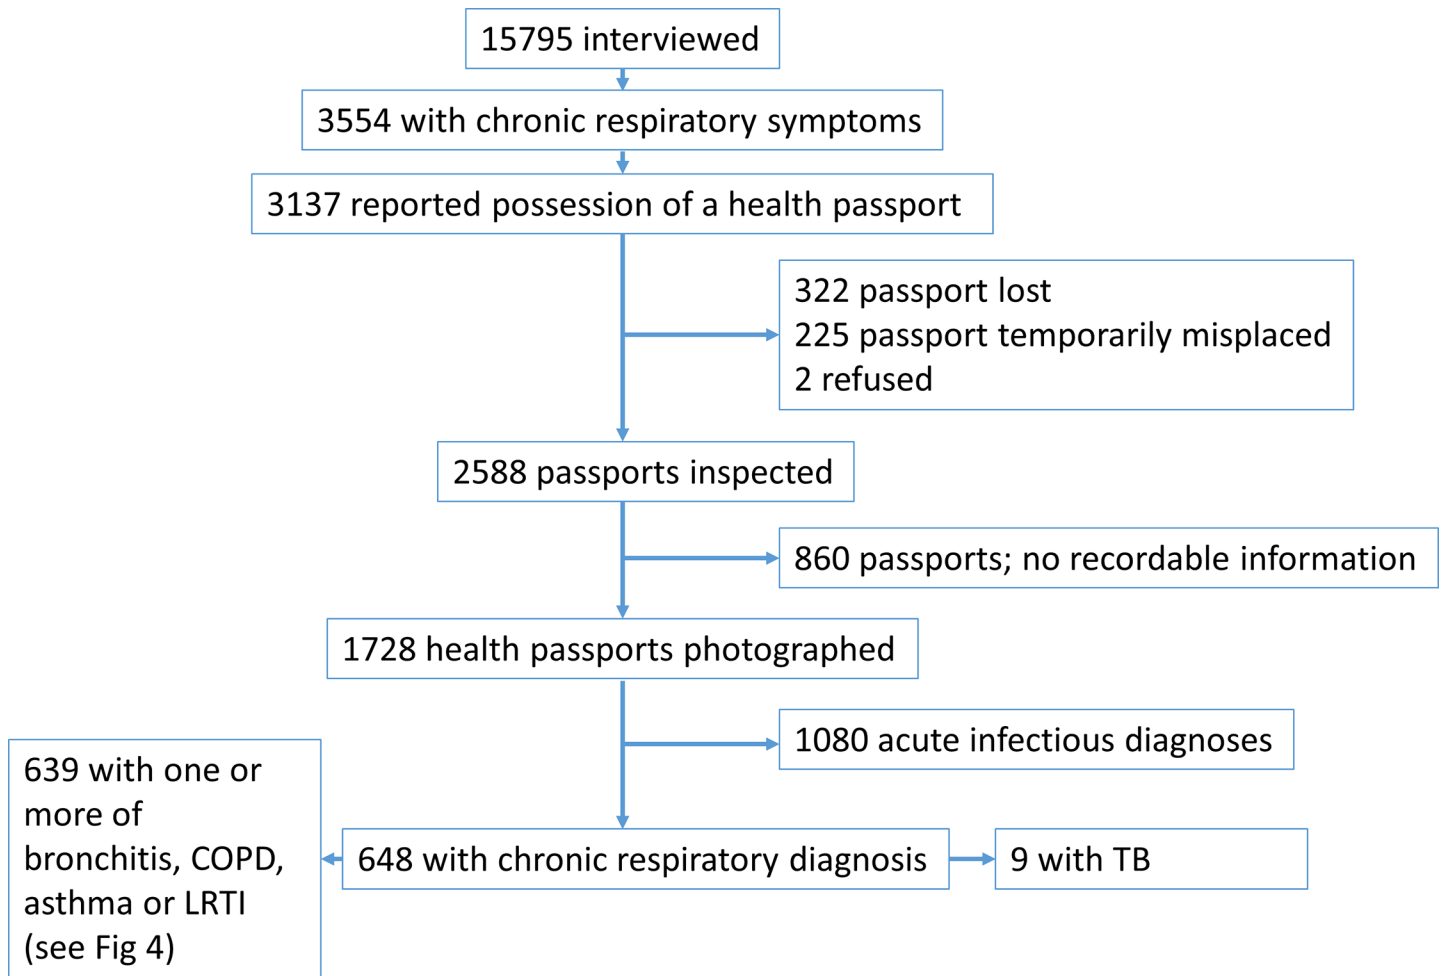 15795 interviewed
3554 with chronic respiratory symptoms
3137 reported possession of a health passport
322 passport lost
225 passport temporarily misplaced
2 refused
2588 passports inspected
860 passports; no recordable information
1728 health passports photographed
1080 acute infectious diagnoses
639 with one or
more of
bronchitis, COPD,
asthma or LRTI
(see Fig 4)
648 with chronic respiratory diagnosis
9 with TB